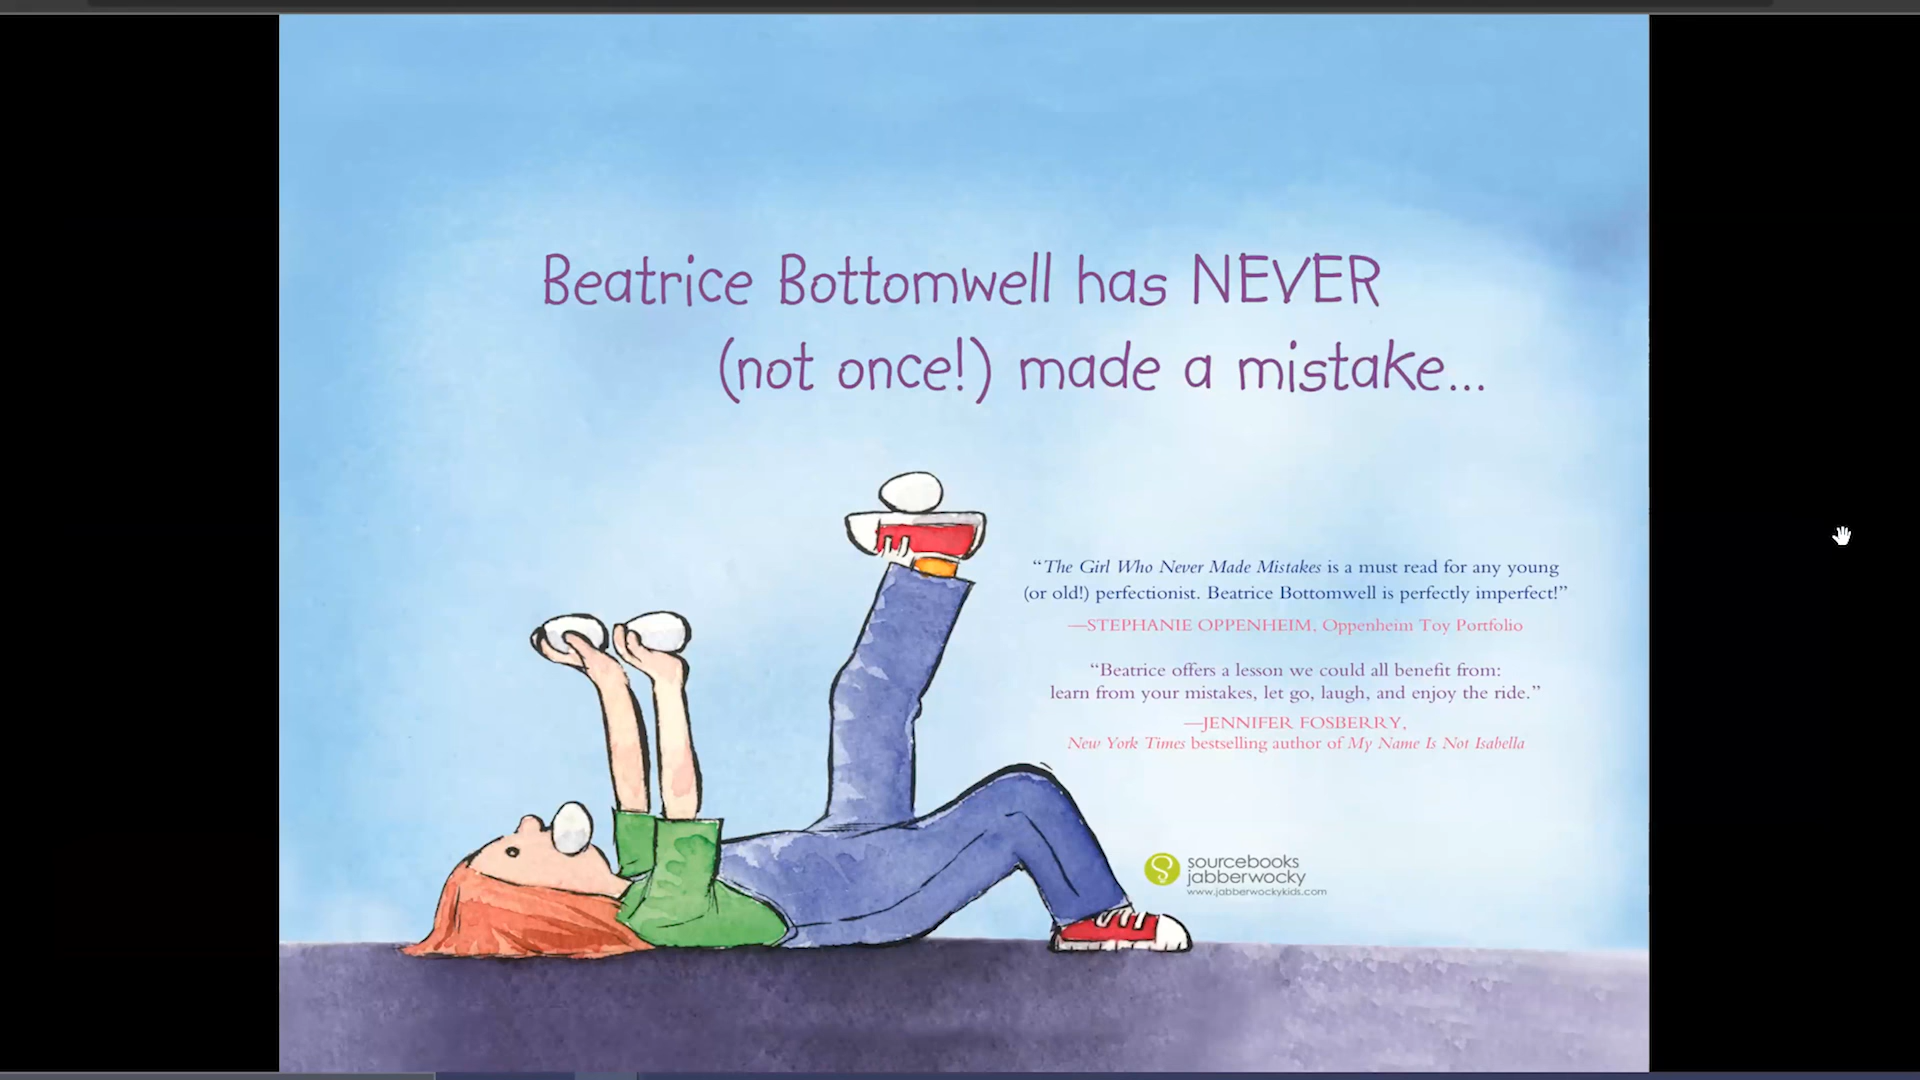 Beatrice Bottomwell has NEVER
(not once!) made a mistake...
“The Girl Who Never Made Mistakes is a must read for any young
(or old!) perfectionist. Beatrice Bottomwell is perfectly imperfect!”
—STEPHANIE OPPENHEIM, Oppenheim Toy Portfolio
“Beatrice offers a lesson we could all benefit from:
learn from your mistakes, let go, laugh, and enjoy the ride.”
—JENNIFER FOSBERRY,
New York Times bestselling author of My Name Is Not Isabella
sourcebooks
jabberwocky
www.jabberwockykids.com